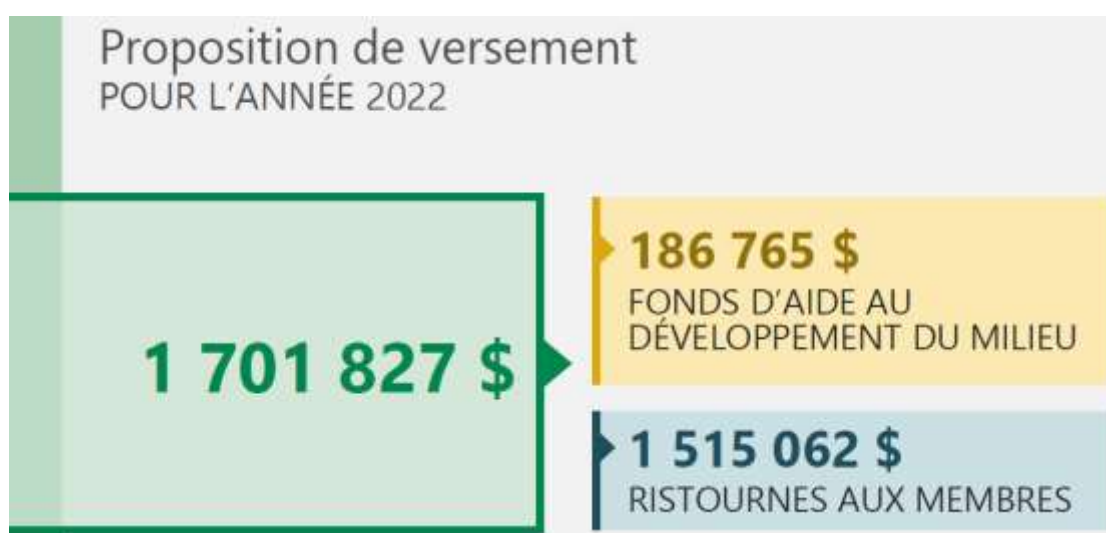 Proposition de versement
POUR L'ANNÉE 2022
1 701 827 $
186 765 $
FONDS D'AIDE AU
DÉVELOPPEMENT DU MILIEU
1 515 062 $
RISTOURNES AUX MEMBRES